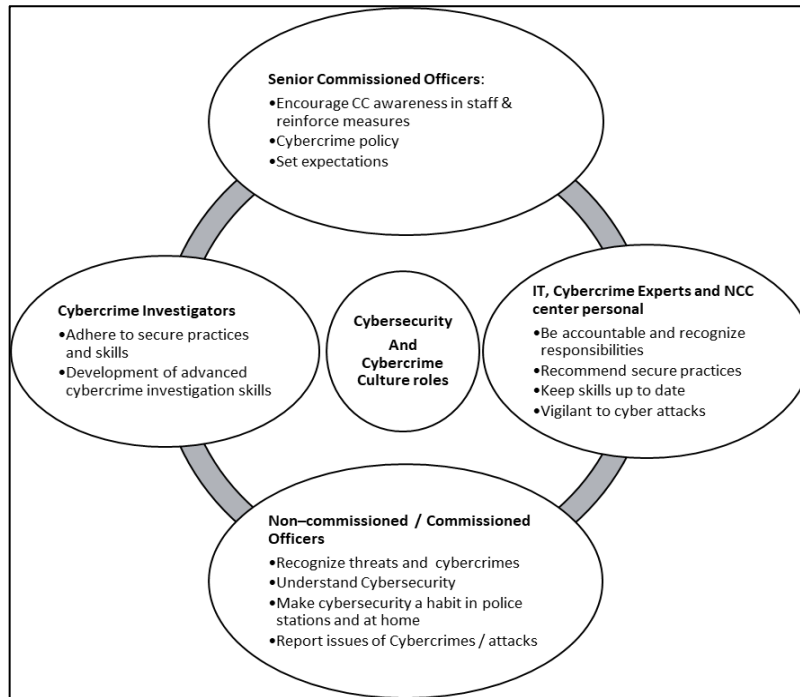 Senior Commissioned Officers:
•Encourage CC awareness in staff &
reinforce measures
•Cybercrime policy
•Set expectations
Cybercrime Investigators
•Adhere to secure practices
and skills
•Development of advanced
cybercrime investigation skills
Cybersecurity
And
Cybercrime
Culture roles
IT, Cybercrime Experts and NCC
center personal
•Be accountable and recognize
responsibilities
•Recommend secure practices
•Keep skills up to date
•Vigilant to cyber attacks
Non–commissioned / Commissioned
Officers
•Recognize threats and cybercrimes
•Understand Cybersecurity
•Make cybersecurity a habit in police
stations and at home
•Report issues of Cybercrimes / attacks